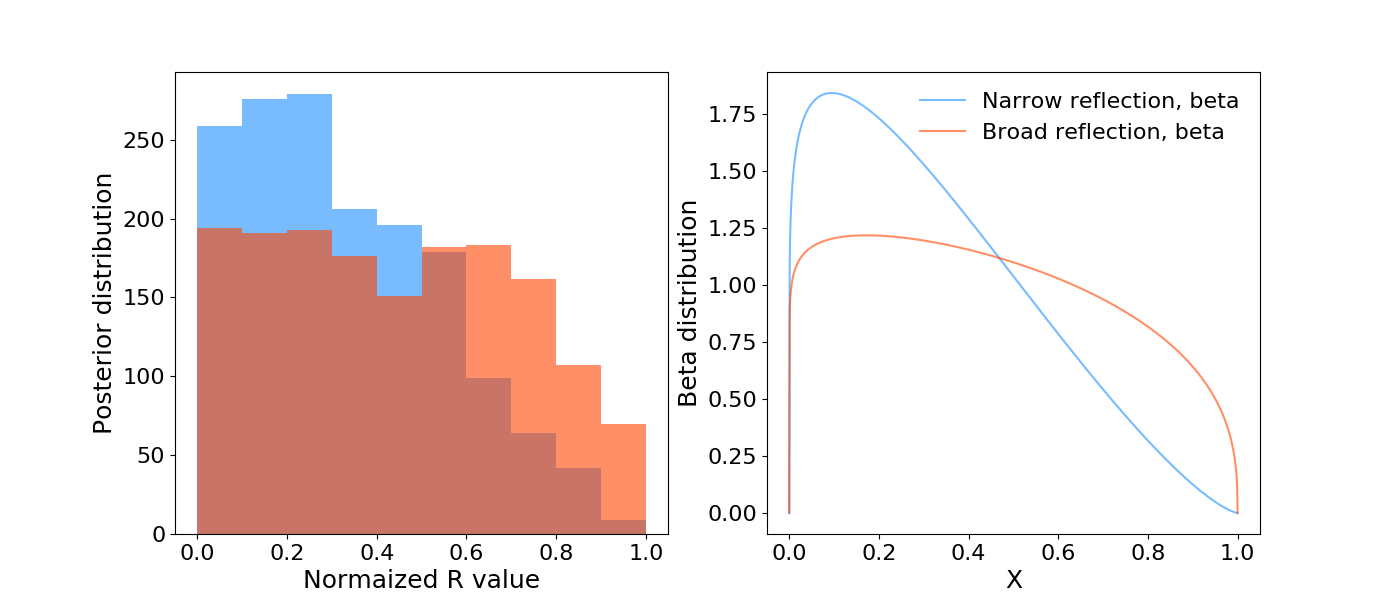 Posterior distribution
250
200
150
100
50
0
0.0 0.2 0.4 0.6 0.8 1.0
Normaized R value
Beta distribution
1.75
1.50
1.25
1.00
0.75
0.50
0.25
0.00
0.0 0.2 0.4 0.6 0.8 1.0
X
Narrow reflection, beta
Broad reflection, beta